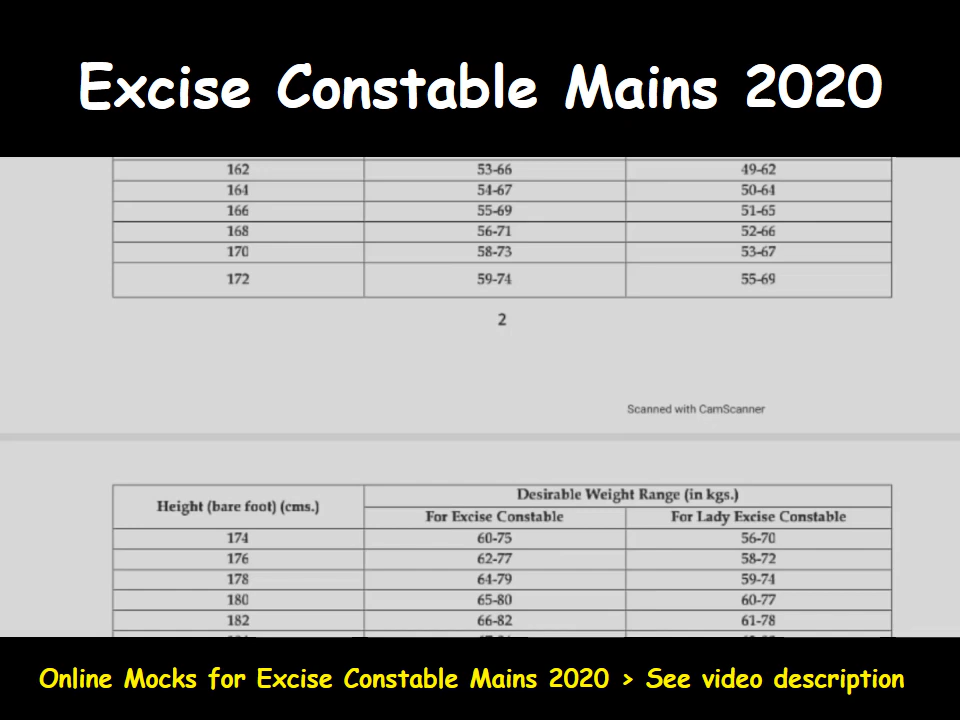 Excise Constable Mains 2020
162 53-66 49-62
164 54-67 50-64
166 55-69 51-65
168 56-71 52-66
170 58-73 53-67
172 59-74 55-69
2
Scanned with CamScanner
Height (bare foot) (cms.) Desirable Weight Range (in kgs.)
For Excise Constable For Lady Excise Constable
174 60-75 56-70
176 62-77 58-72
178 64-79 59-74
180 65-80 60-77
182 66-82 61-78
Online Mocks for Excise Constable Mains 2020 > See video description